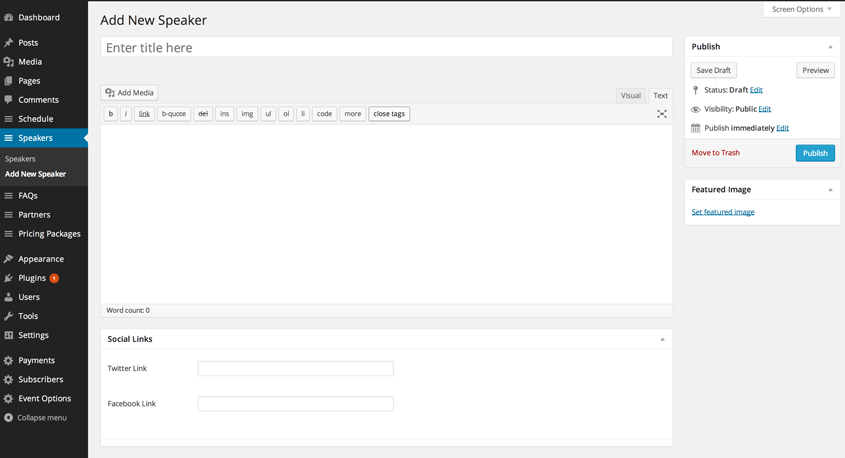 Dashboard
Posts
Media
Pages
Comments
Schedule
Speakers
Speakers
Add New Speaker
FAQs
Partners
Pricing Packages
Appearance
Plugins 1
Users
Tools
Settings
Payments
Subscribers
Event Options
Collapse menu
Screen Options
Add New Speaker
Enter title here
Add Media
Visual Text
b i link b-quote del ins img ul ol li code more close tags
Word count: 0
Social Links
Twitter Link
Facebook Link
Publish
Save Draft Preview
Status: Draft Edit
Visibility: Public Edit
Publish immediately Edit
Move to Trash Publish
Featured Image
Set featured image